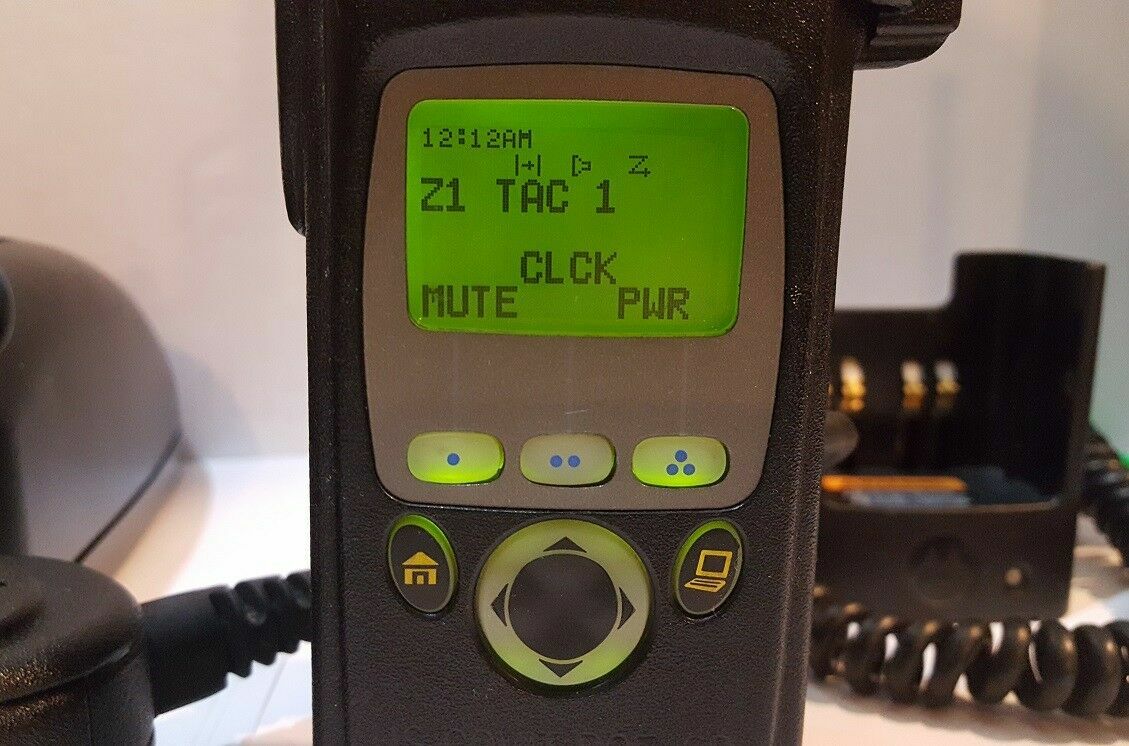 12:12AM
Z1 TAC 1
CLCK
MUTE PWR